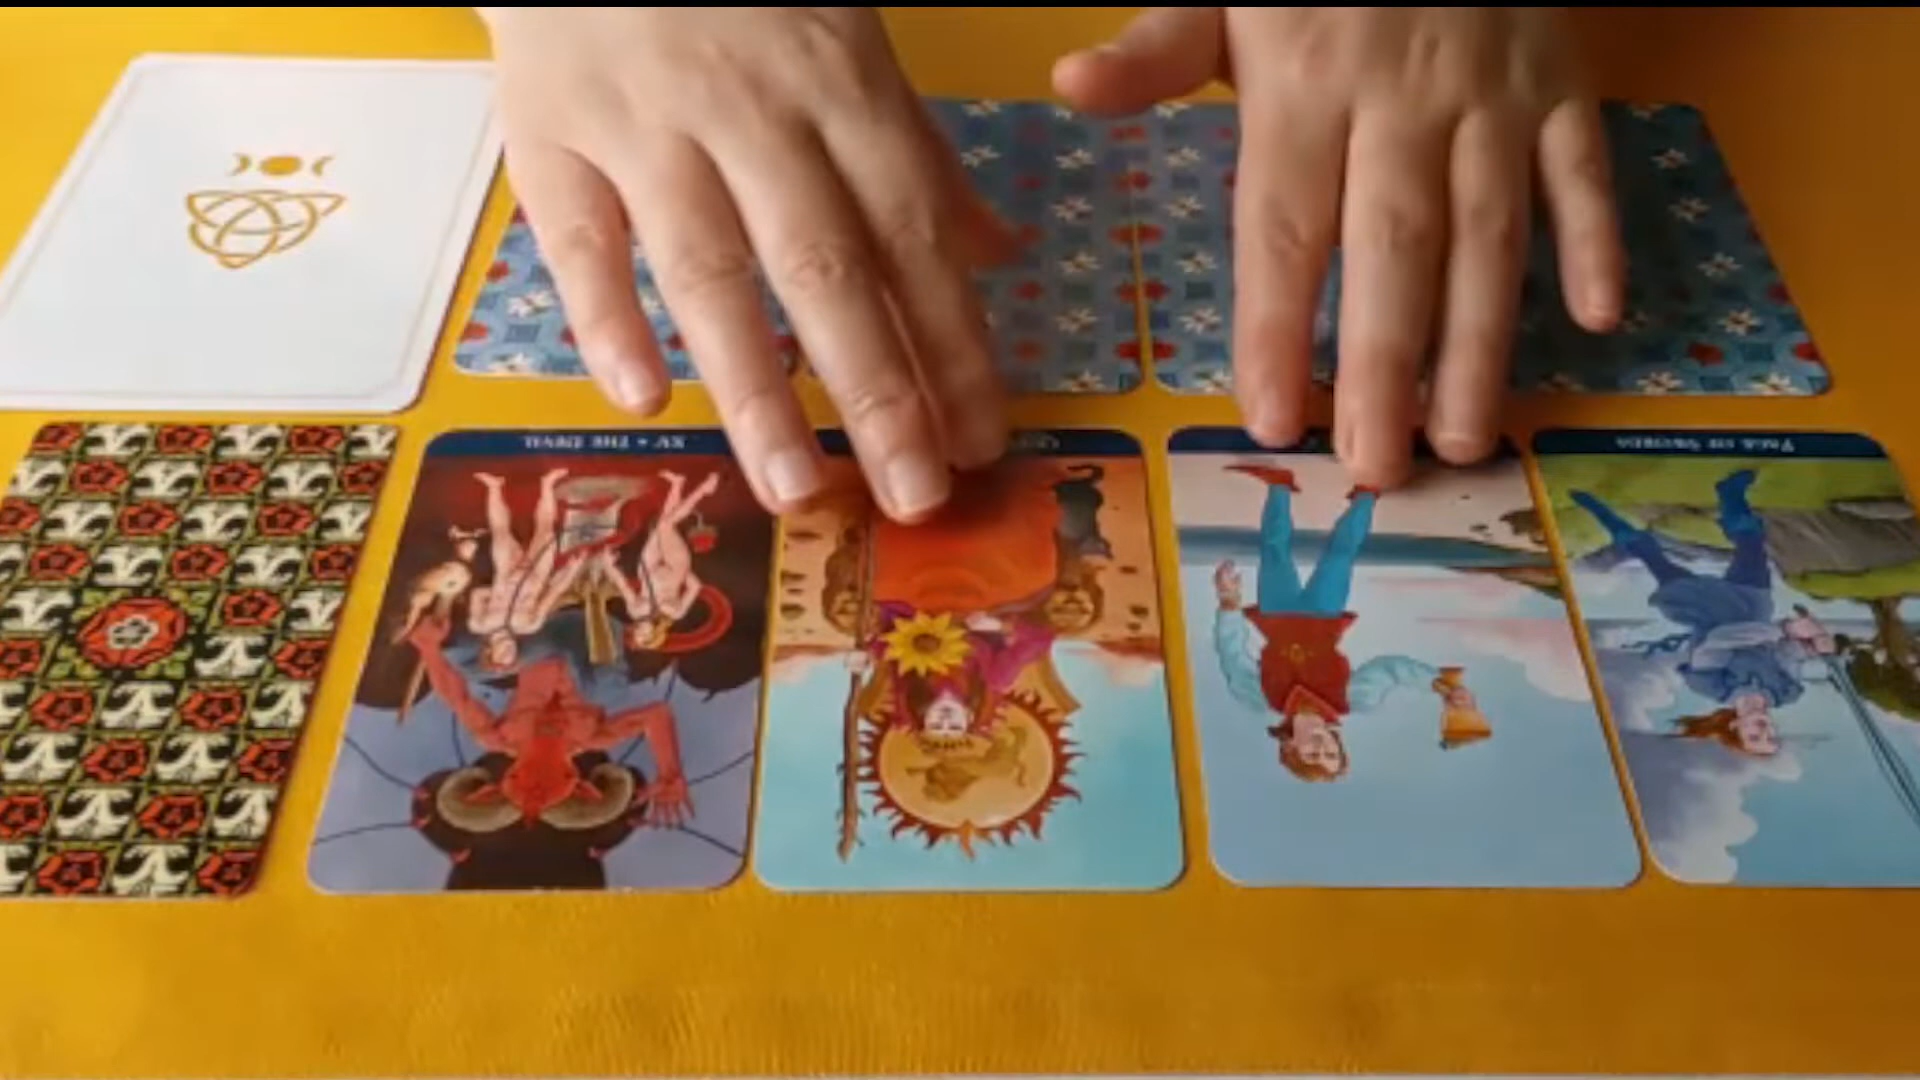 XV • THE DEVIL
PAGE OF SWORDS